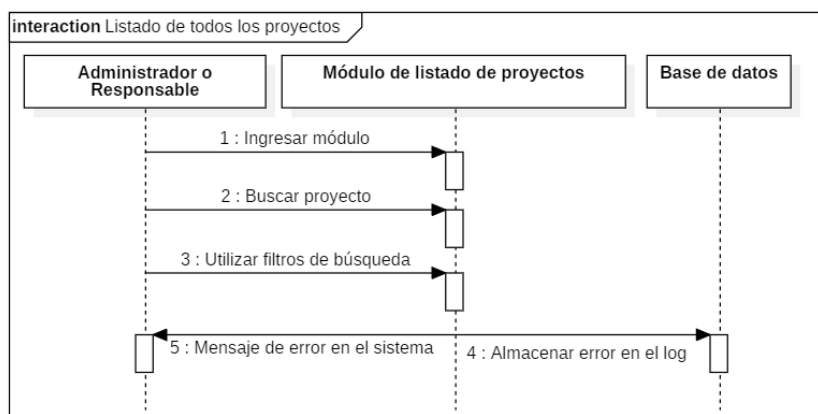 interaction Listado de todos los proyectos
Administrador o
Responsable
Módulo de listado de proyectos
Base de datos
1 : Ingresar módulo
2 : Buscar proyecto
3 : Utilizar filtros de búsqueda
5 : Mensaje de error en el sistema
4 : Almacenar error en el log